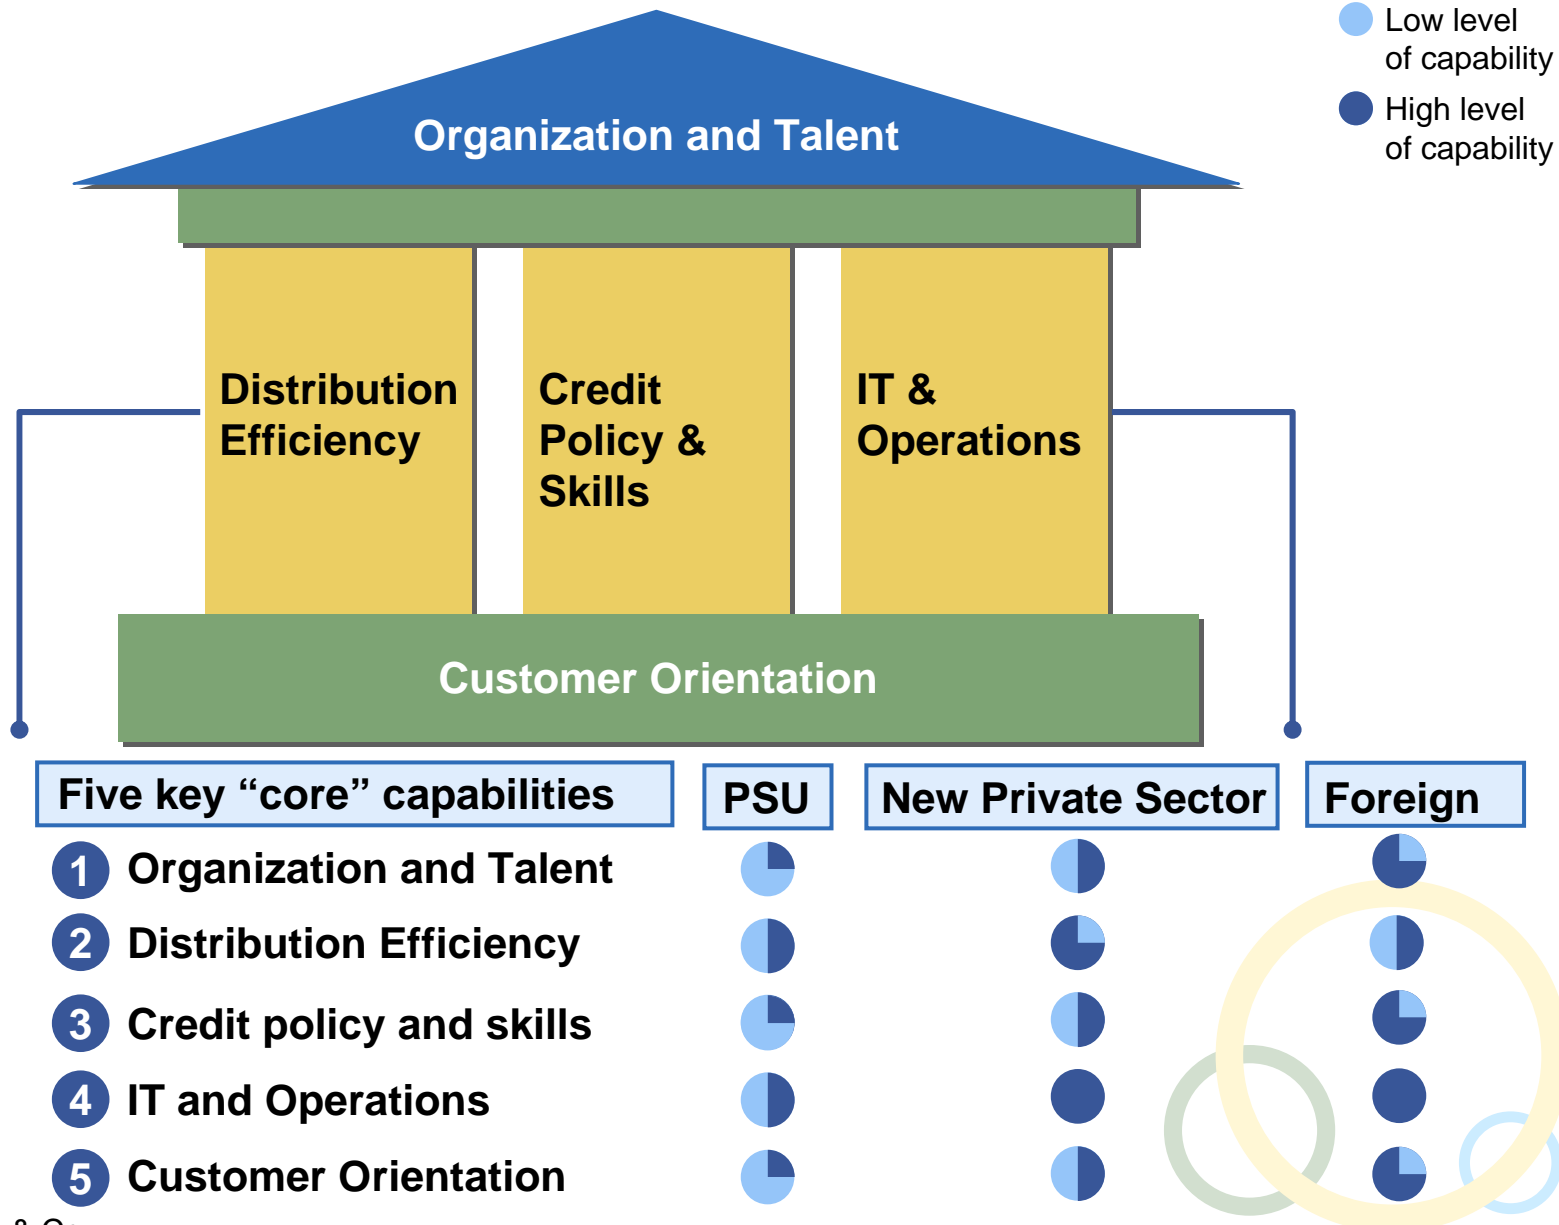 Low level
of capability
High level
of capability
Organization and Talent
Distribution
Efficiency
Credit
Policy &
Skills
IT &
Operations
Customer Orientation
Five key “core” capabilities
PSU
New Private Sector
Foreign
1 Organization and Talent
2 Distribution Efficiency
3 Credit policy and skills
4 IT and Operations
5 Customer Orientation